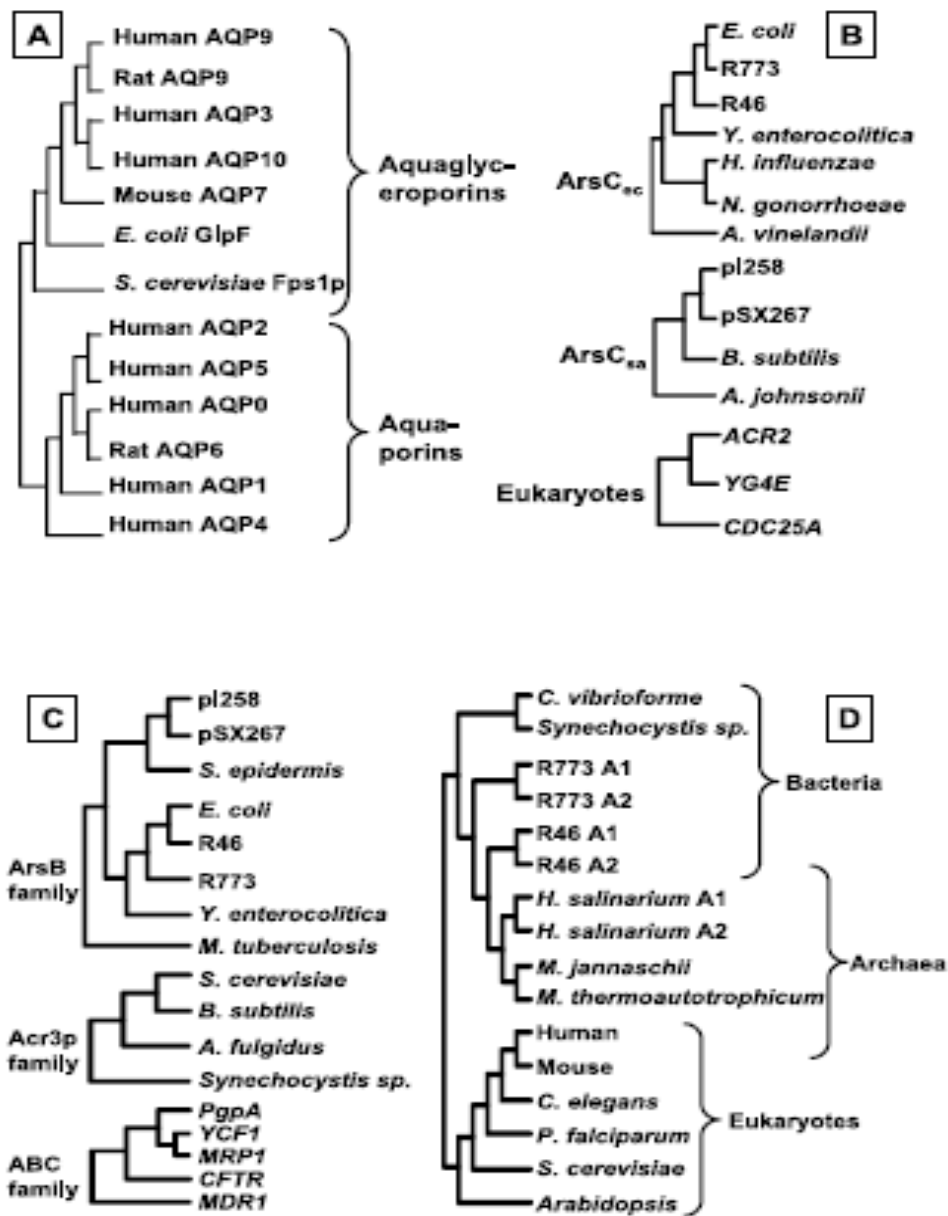 A
Human AQP9
Rat AQP9
Human AQP3
Human AQP10
Mouse AQP7
E. coli GlpF
S. cerevisiae Fps1p
Aquaglyc-
eroporins
Human AQP2
Human AQP5
Human AQP0
Rat AQP6
Human AQP1
Human AQP4
Aqua-
porins
B
E. coli
R773
R46
Y. enterocolitica
H. influenzae
N. gonorrhoeae
A. vinelandii
ArsCec
pI258
pSX267
B. subtilis
A. johnsonii
ArsCsa
ACR2
YG4E
CDC25A
Eukaryotes
C
pI258
pSX267
S. epidermis
E. coli
R46
R773
Y. enterocolitica
M. tuberculosis
ArsB
family
S. cerevisiae
B. subtilis
A. fulgidus
Synechocystis sp.
Acr3p
family
PgpA
YCF1
MRP1
CFTR
MDR1
ABC
family
D
C. vibrioforme
Synechocystis sp.
R773 A1
R773 A2
R46 A1
R46 A2
Bacteria
H. salinarium A1
H. salinarium A2
M. jannaschii
M. thermoautotrophicum
Archaea
Human
Mouse
C. elegans
P. falciparum
S. cerevisiae
Arabidopsis
Eukaryotes